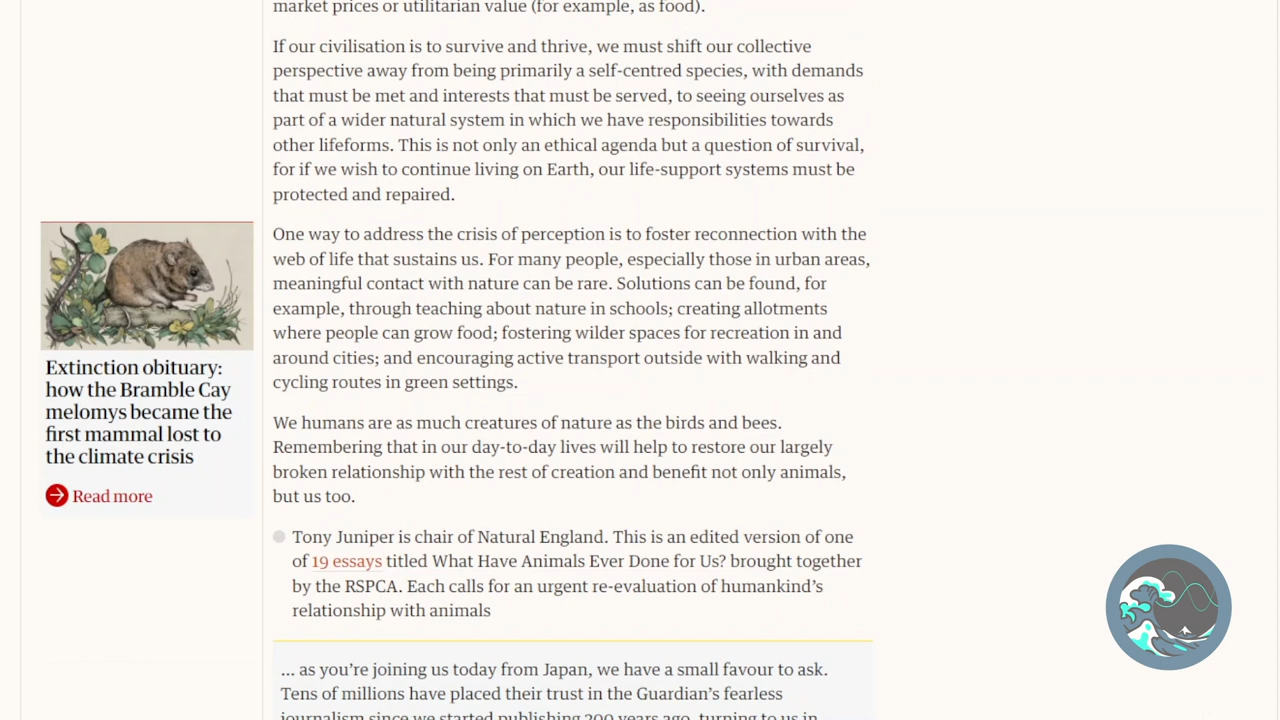 market prices or utilitarian value (for example, as food).
If our civilisation is to survive and thrive, we must shift our collective
perspective away from being primarily a self-centred species, with demands
that must be met and interests that must be served, to seeing ourselves as
part of a wider natural system in which we have responsibilities towards
other lifeforms. This is not only an ethical agenda but a question of survival,
for if we wish to continue living on Earth, our life-support systems must be
protected and repaired.
One way to address the crisis of perception is to foster reconnection with the
web of life that sustains us. For many people, especially those in urban areas,
meaningful contact with nature can be rare. Solutions can be found, for
example, through teaching about nature in schools; creating allotments
where people can grow food; fostering wilder spaces for recreation in and
around cities; and encouraging active transport outside with walking and
cycling routes in green settings.
Extinction obituary:
how the Bramble Cay
melomys became the
first mammal lost to
the climate crisis
Read more
We humans are as much creatures of nature as the birds and bees.
Remembering that in our day-to-day lives will help to restore our largely
broken relationship with the rest of creation and benefit not only animals,
but us too.
Tony Juniper is chair of Natural England. This is an edited version of one
of 19 essays titled What Have Animals Ever Done for Us? brought together
by the RSPCA. Each calls for an urgent re-evaluation of humankind’s
relationship with animals
... as you’re joining us today from Japan, we have a small favour to ask.
Tens of millions have placed their trust in the Guardian’s fearless
journalism since we started publishing 200 years ago, turning to us in